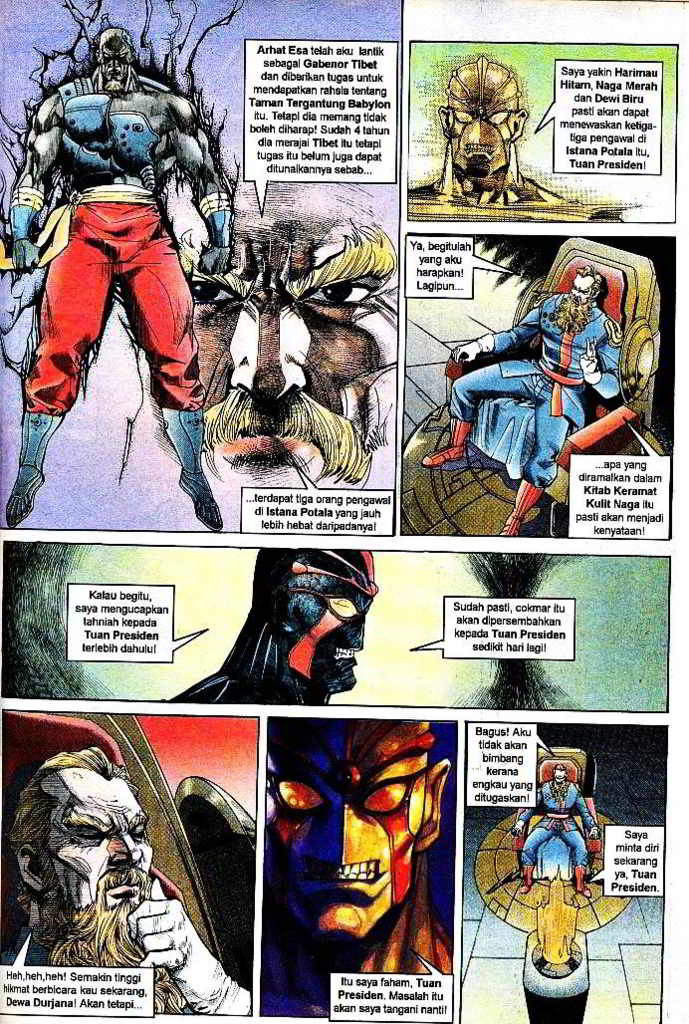 Arhat Esa telah aku lantik
sebagai Gabenor Tibet
dan diberikan tugas untuk
mendapatkan rahsia tentang
Taman Tergantung Babylon
itu. Tetapi dia memang tidak
boleh diharap! Sudah 4 tahun
dia merajai Tibet itu tetapi
tugas itu belum juga dapat
ditunaikannya sebab...
...terdapat tiga orang pengawal
di Istana Potala yang jauh
lebih hebat daripadanya!
Saya yakin Harimau
Hitam, Naga Merah
dan Dewi Biru
pasti akan dapat
menewaskan ketiga-
tiga pengawal di
Istana Potala itu,
Tuan Presiden!
Ya, begitulah
yang aku
harapkan!
Lagipun...
...apa yang
diramalkan dalam
Kitab Keramat
Kulit Naga itu
pasti akan menjadi
kenyataan!
Kalau begitu,
saya mengucapkan
tahniah kepada
Tuan Presiden
terlebih dahulu!
Sudah pasti, cokmar itu
akan dipersembahkan
kepada Tuan Presiden
sedikit hari lagi!
Heh,heh,heh! Semakin tinggi
hikmat berbicara kau sekarang,
Dewa Durjana! Akan tetapi...
Itu saya faham, Tuan
Presiden. Masalah itu
akan saya tangani nanti!
Bagus! Aku
tidak akan
bimbang
kerana
engkau yang
ditugaskan!
Saya
minta diri
sekarang
ya, Tuan
Presiden.